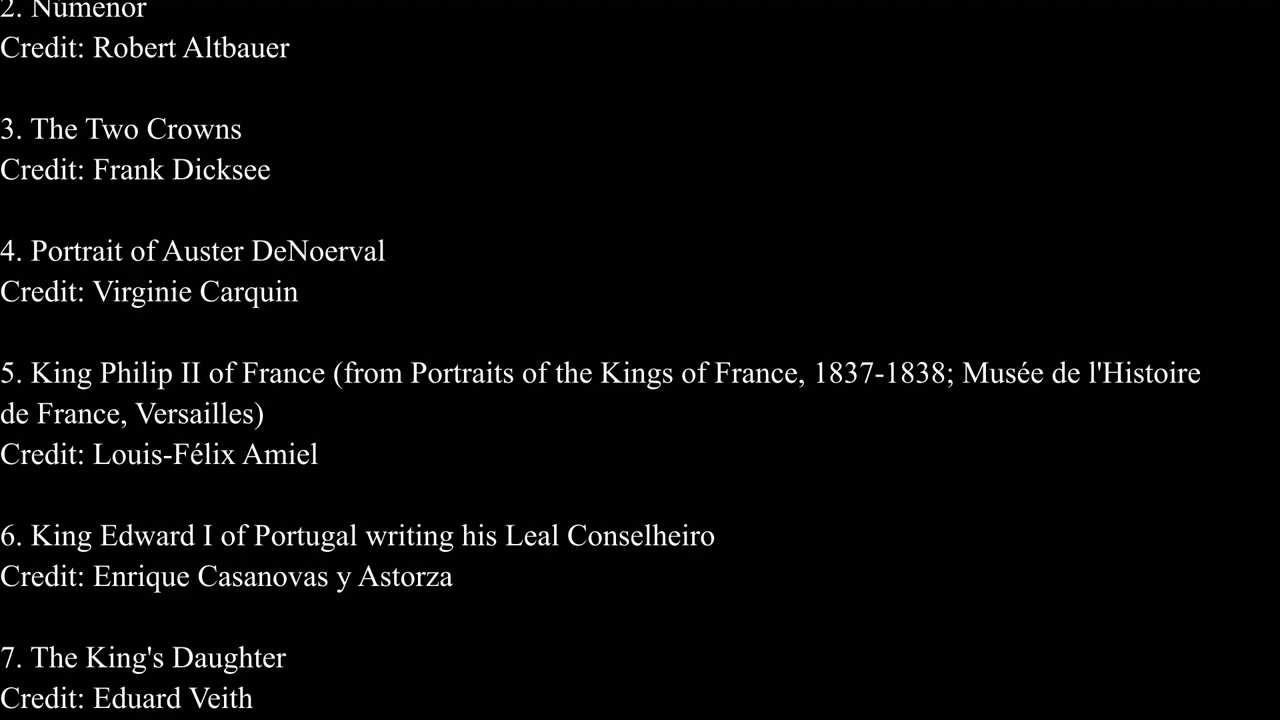 2. Númenor
Credit: Robert Altbauer
3. The Two Crowns
Credit: Frank Dicksee
4. Portrait of Auster DeNoerval
Credit: Virginie Carquin
5. King Philip II of France (from Portraits of the Kings of France, 1837-1838; Musée de l'Histoire
de France, Versailles)
Credit: Louis-Félix Amiel
6. King Edward I of Portugal writing his Leal Conselheiro
Credit: Enrique Casanovas y Astorza
7. The King's Daughter
Credit: Eduard Veith